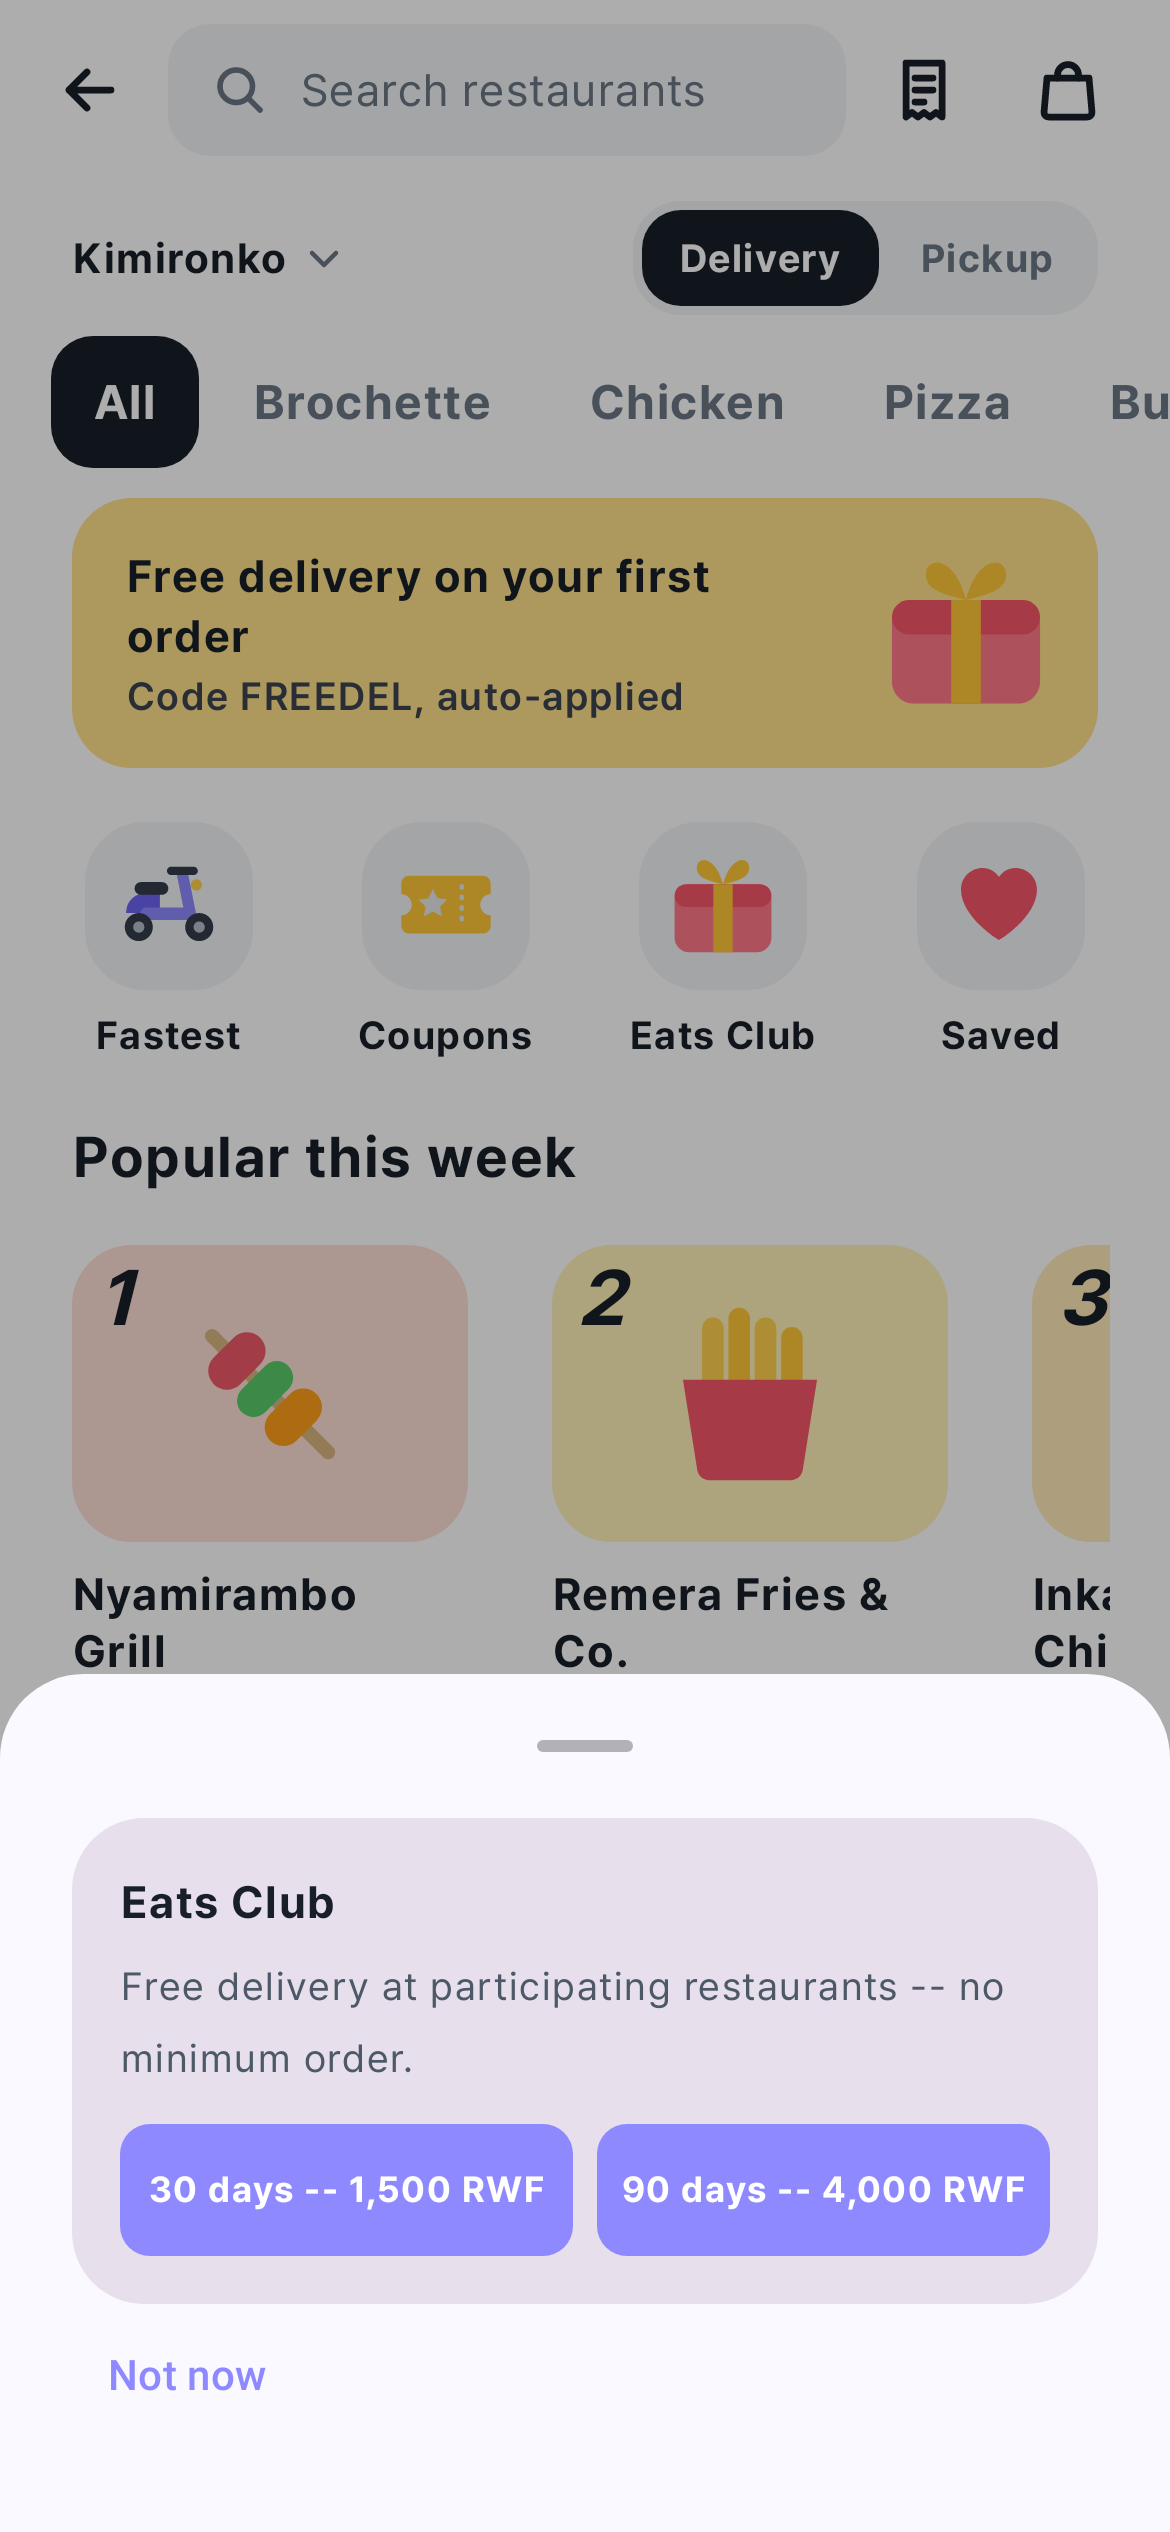 Search restaurants
Kimironko
Delivery
Pickup
All
Brochette
Chicken
Pizza
Bu
Free delivery on your first
order
Code FREEDEL, auto-applied
Fastest
Coupons
Eats Club
Saved
Popular this week
1
2
3
Nyamirambo
Grill
Remera Fries &
Co.
Inka
Chi
Eats Club
Free delivery at participating restaurants -- no
minimum order.
30 days -- 1,500 RWF
90 days -- 4,000 RWF
Not now